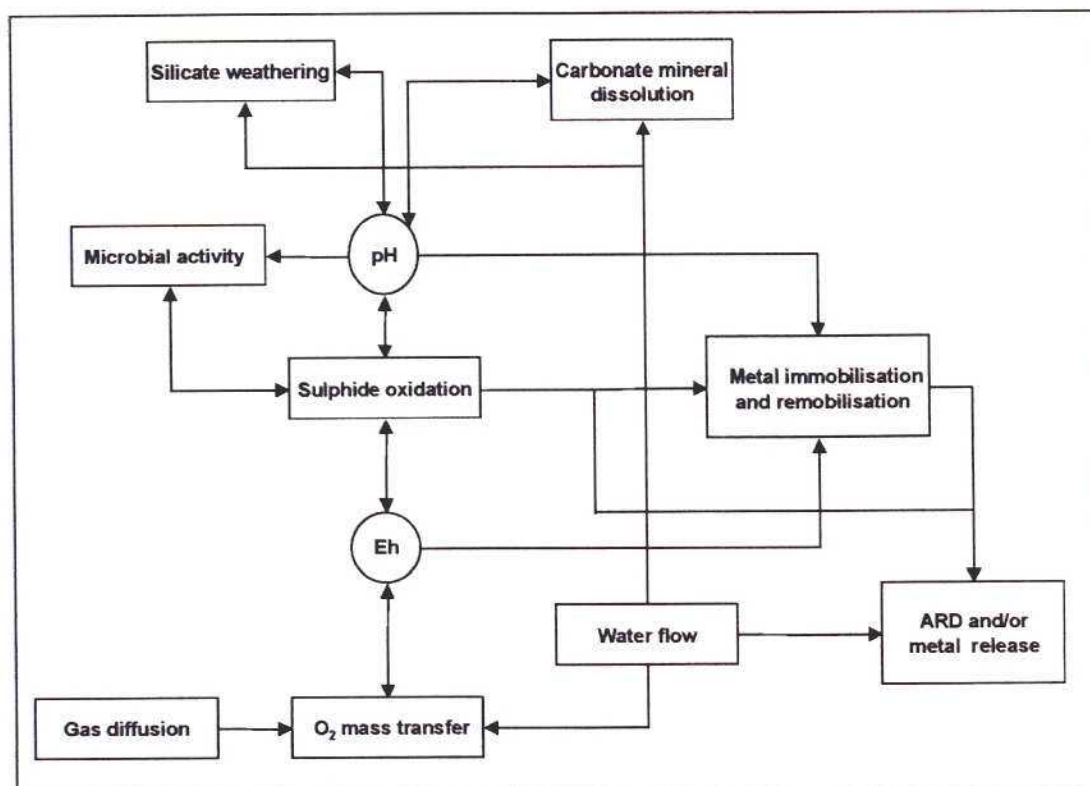 Silicate weathering
Carbonate mineral
dissolution
Microbial activity
pH
Sulphide oxidation
Metal immobilisation
and remobilisation
Eh
Water flow
ARD and/or
metal release
Gas diffusion
O₂ mass transfer